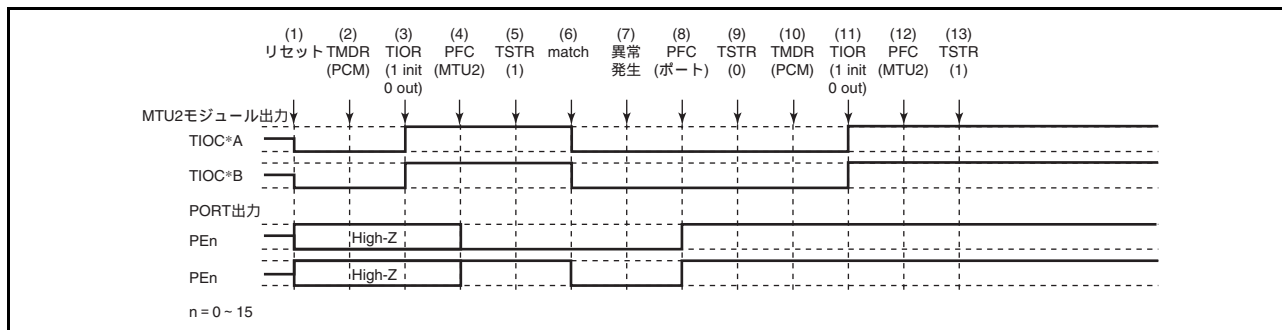 (1) (2) (3) (4) (5) (6) (7) (8) (9) (10) (11) (12) (13)
リセット TMDR TIOR PFC TSTR match 異常 PFC TSTR TMDR TIOR PFC TSTR
(PCM) (1 init (MTU2) (1) 発生 (ポート) (0) (PCM) (1 init (MTU2) (1)
0 out) 0 out)
MTU2モジュール出力
TIOC*A
TIOC*B
PORT出力
PEn High-Z
PEn High-Z
n = 0 ~ 15